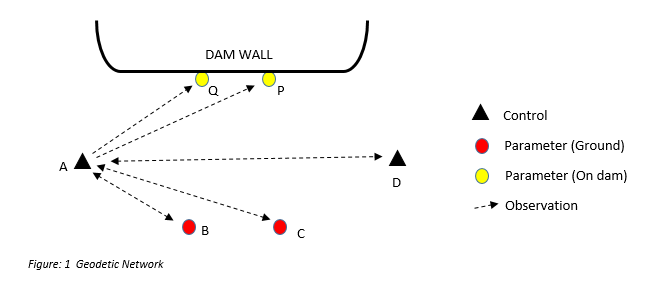 DAM WALL
Q
P
A
D
B
C
Control
Parameter (Ground)
Parameter (On dam)
Observation
Figure: 1 Geodetic Network